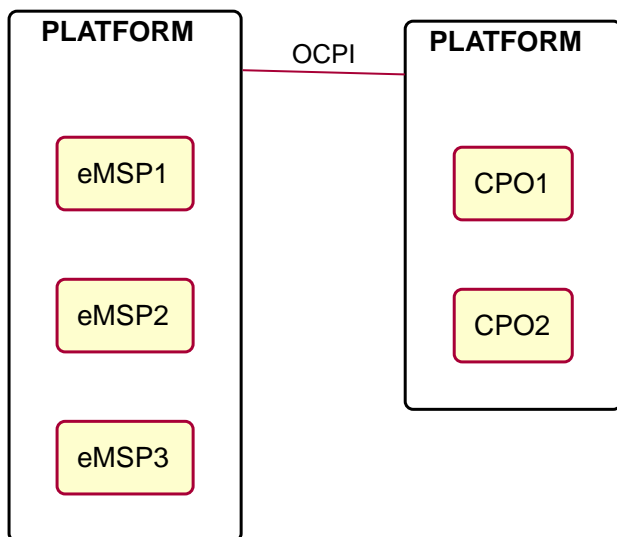 PLATFORM
OCPI
PLATFORM
eMSP1
CPO1
eMSP2
CPO2
eMSP3